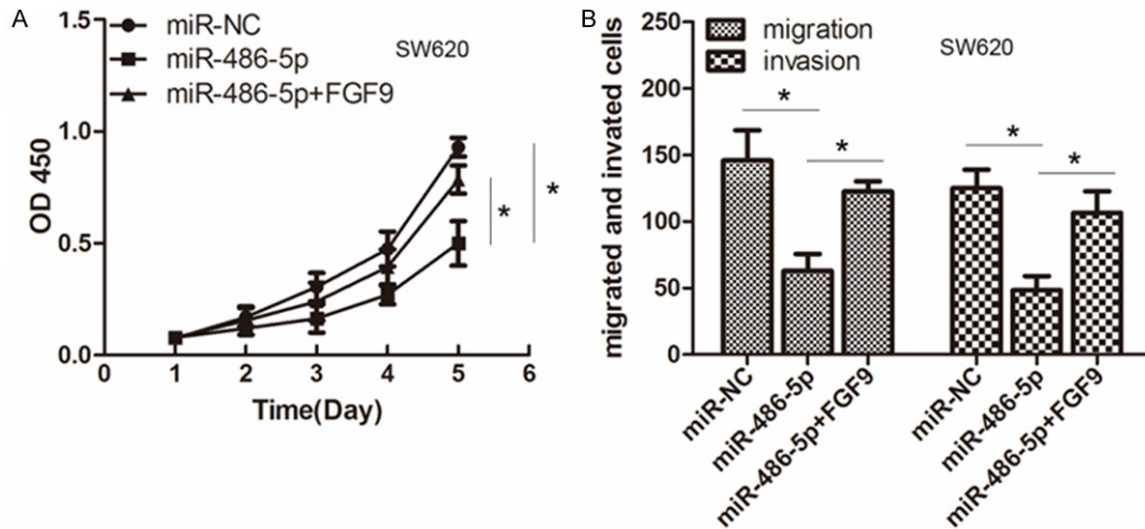 A
1.5
1.0
0.5
0.0
OD 450
miR-NC
miR-486-5p
miR-486-5p+FGF9
SW620
*
*
0 1 2 3 4 5 6
Time(Day)
B
250
200
150
100
50
0
migrated and invated cells
migration
invasion
SW620
*
*
*
*
miR-NC
miR-486-5p
miR-486-5p+FGF9
miR-NC
miR-486-5p
miR-486-5p+FGF9